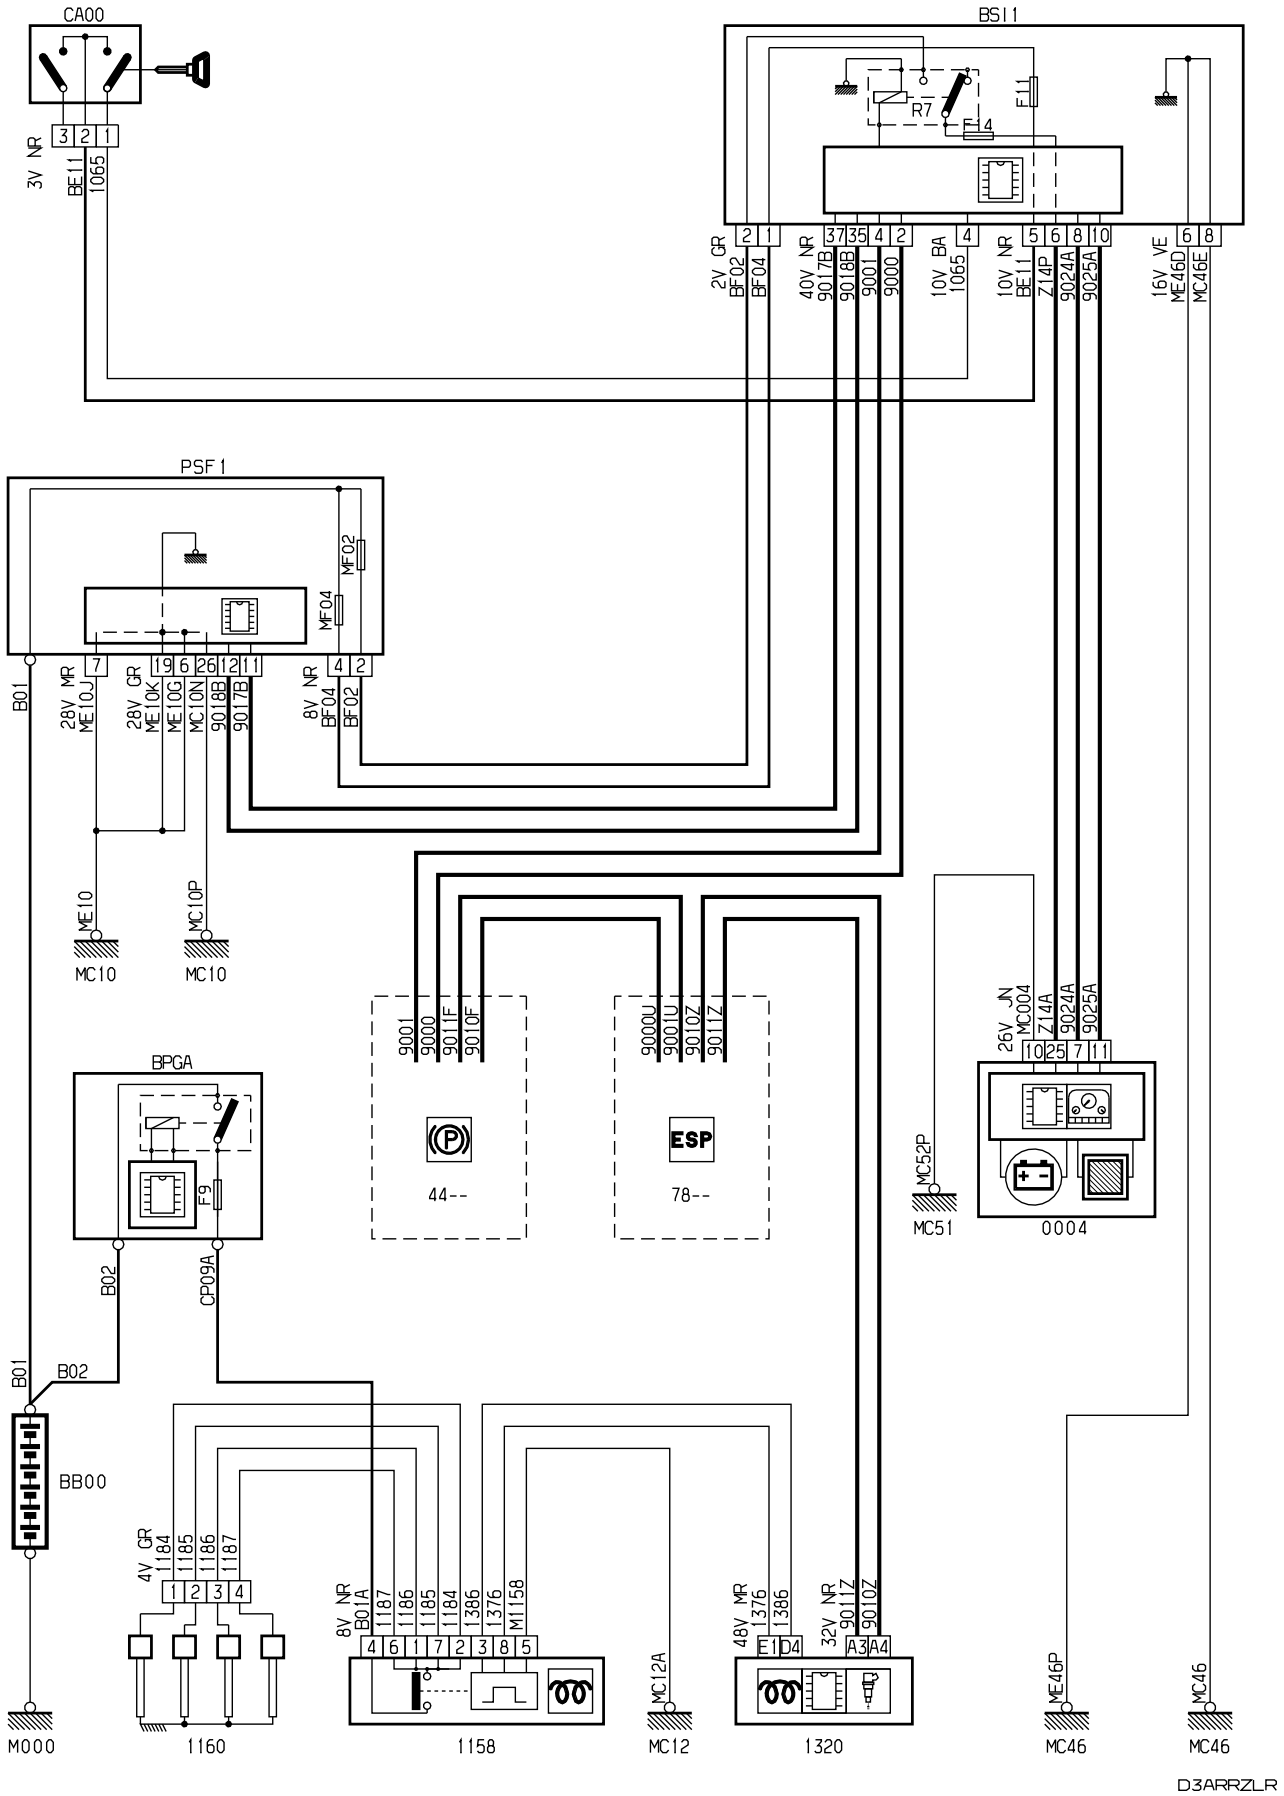 CA00
3 2 1
3V NR
BE11
1065
BSI1
R7
F14
F11
2 1 37 35 4 2 4 5 6 8 10 6 8
2V GR
BF02
BF04
40V NR
9017B
9018B
9001
9000
10V BA
1065
10V NR
BE11
Z14P
9024A
9025A
16V VE
ME46D
MC46E
PSF1
MF02
MF04
7 19 6 26 12 11 4 2
B01
28V MR
ME10J
28V GR
ME10K
ME10G
MC10N
9018B
9017B
8V NR
BF04
BF02
ME10
MC10P
MC10
MC10
9001
9000
9011F
9010F
P
44--
9000U
9001U
9010Z
9011Z
ESP
78--
26V JN
MC004
Z14A
9024A
9025A
10 25 7 11
MC52P
MC51
0004
BPGA
F9
B02
CP09A
B01
B02
BB00
M000
4V GR
1184
1185
1186
1187
1 2 3 4
1160
8V NR
B01A
1187
1186
1185
1184
1386
1376
M1158
4 6 1 7 2 3 8 5
1158
MC12A
MC12
48V MR
1376
1386
32V NR
9011Z
9010Z
E1 D4 A3 A4
1320
ME46P
MC46
MC46
MC46
D3ARRZLR